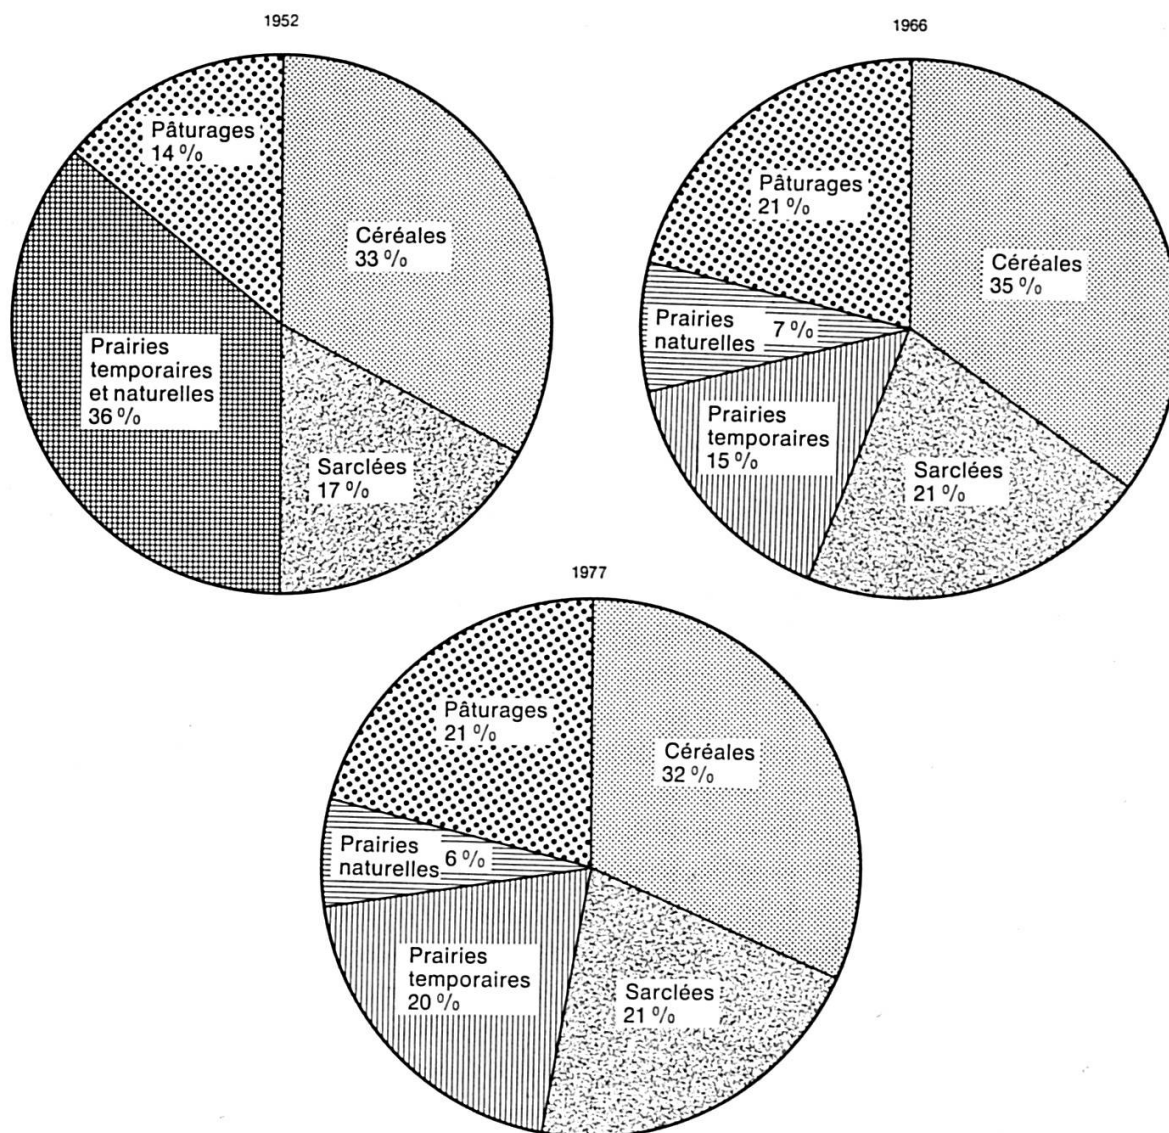 1952
Pâturages
14 %
Céréales
33 %
Prairies
temporaires
et naturelles
36 %
Sarclées
17 %
1966
Pâturages
21 %
Céréales
35 %
Prairies
naturelles 7 %
Prairies
temporaires
15 %
Sarclées
21 %
1977
Pâturages
21 %
Céréales
32 %
Prairies
naturelles 6 %
Prairies
temporaires
20 %
Sarclées
21 %